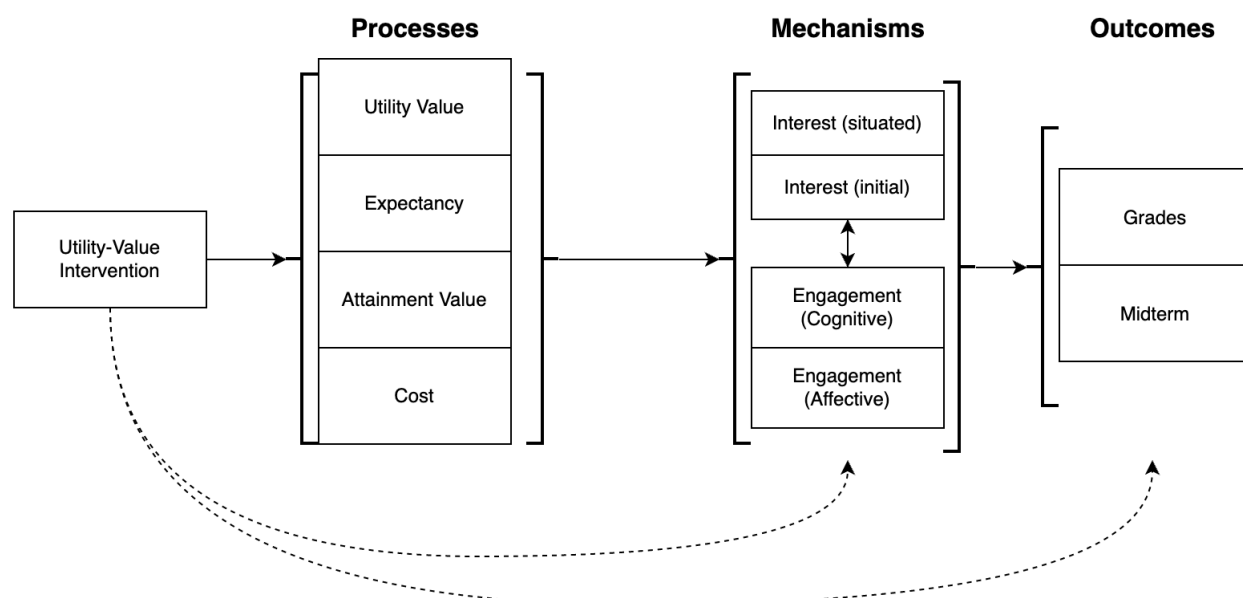 Processes
Mechanisms
Outcomes
Utility-Value
Intervention
Utility Value
Expectancy
Attainment Value
Cost
Interest (situated)
Interest (initial)
Engagement
(Cognitive)
Engagement
(Affective)
Grades
Midterm